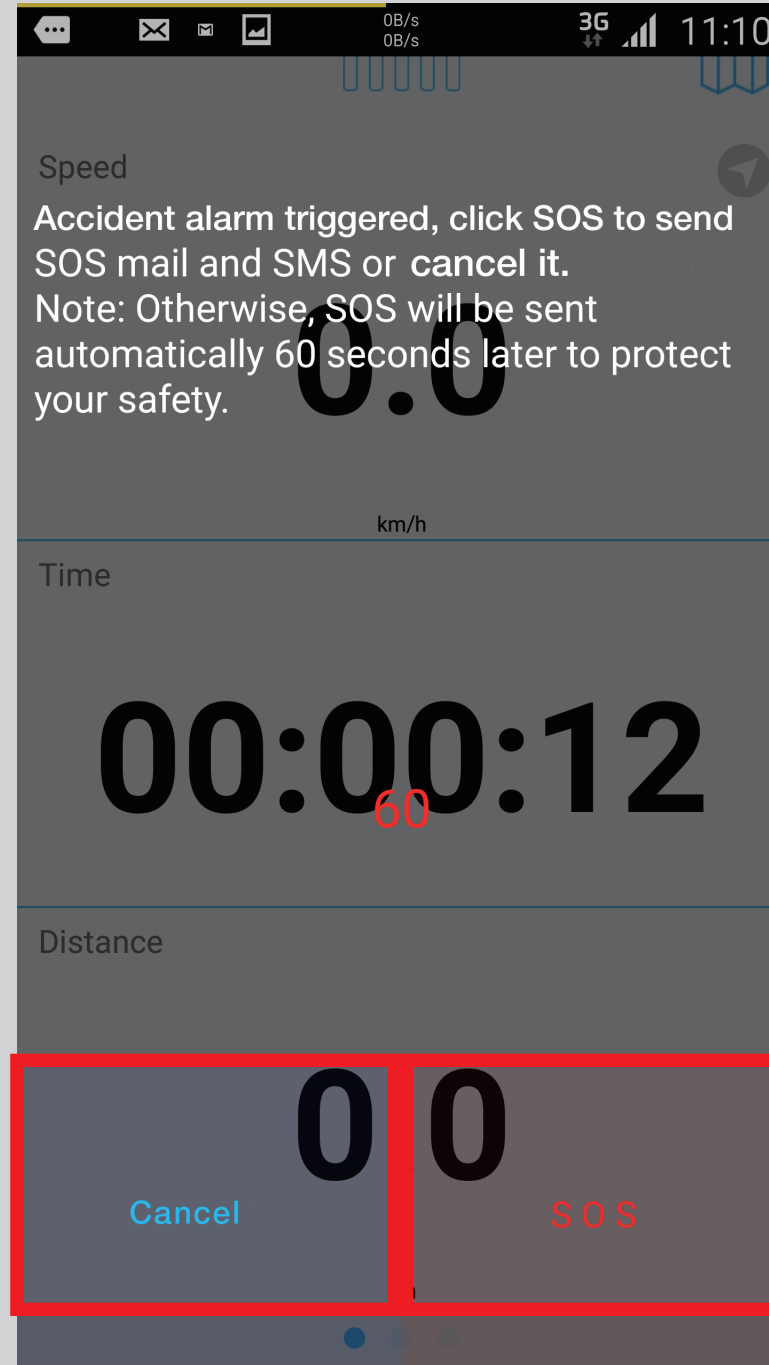 0B/s
0B/s
3G
11:10
Speed
Accident alarm triggered, click SOS to send
SOS mail and SMS or cancel it.
Note: Otherwise, SOS will be sent
automatically 60 seconds later to protect
your safety.
0.0
km/h
Time
00:00:12
60
Distance
0 0
Cancel
SOS